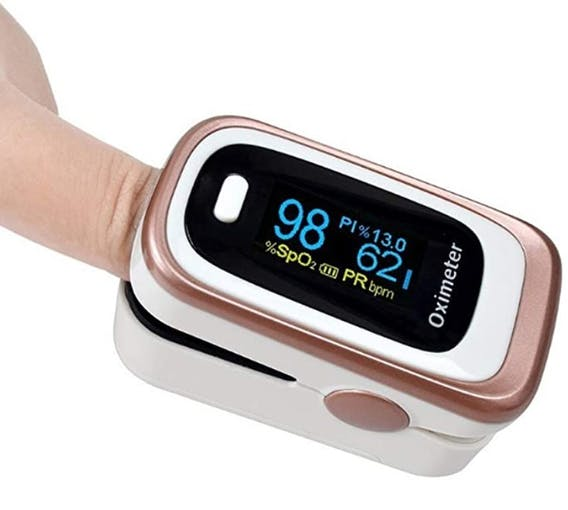 98 PI%13.0
62
%SpO₂ PR bpm
Oximeter